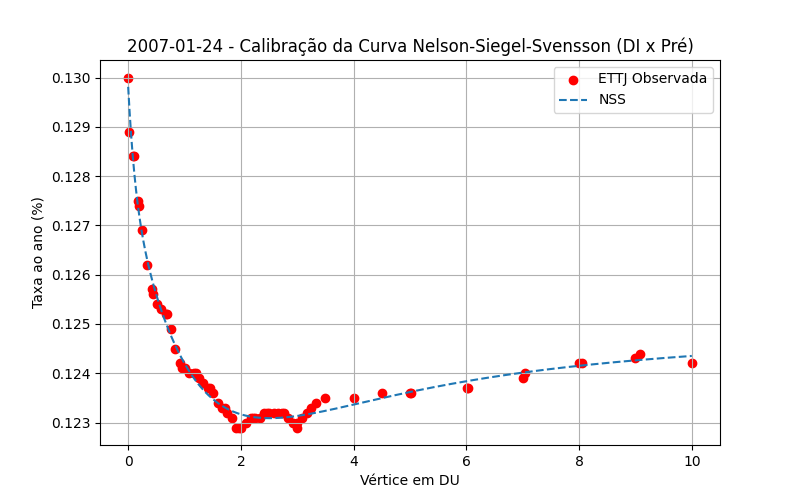 2007-01-24 - Calibração da Curva Nelson-Siegel-Svensson (DI x Pré)
ETTJ Observada
NSS
Taxa ao ano (%)
0.130
0.129
0.128
0.127
0.126
0.125
0.124
0.123
0 2 4 6 8 10
Vértice em DU